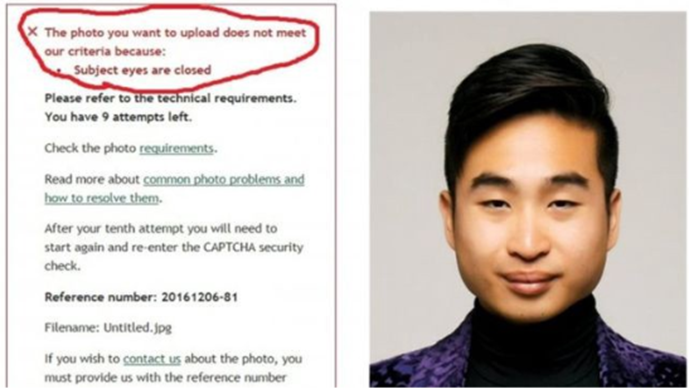 X The photo you want to upload does not meet
our criteria because:
• Subject eyes are closed
Please refer to the technical requirements.
You have 9 attempts left.
Check the photo requirements.
Read more about common photo problems and
how to resolve them.
After your tenth attempt you will need to
start again and re-enter the CAPTCHA security
check.
Reference number: 20161206-81
Filename: Untitled.jpg
If you wish to contact us about the photo, you
must provide us with the reference number